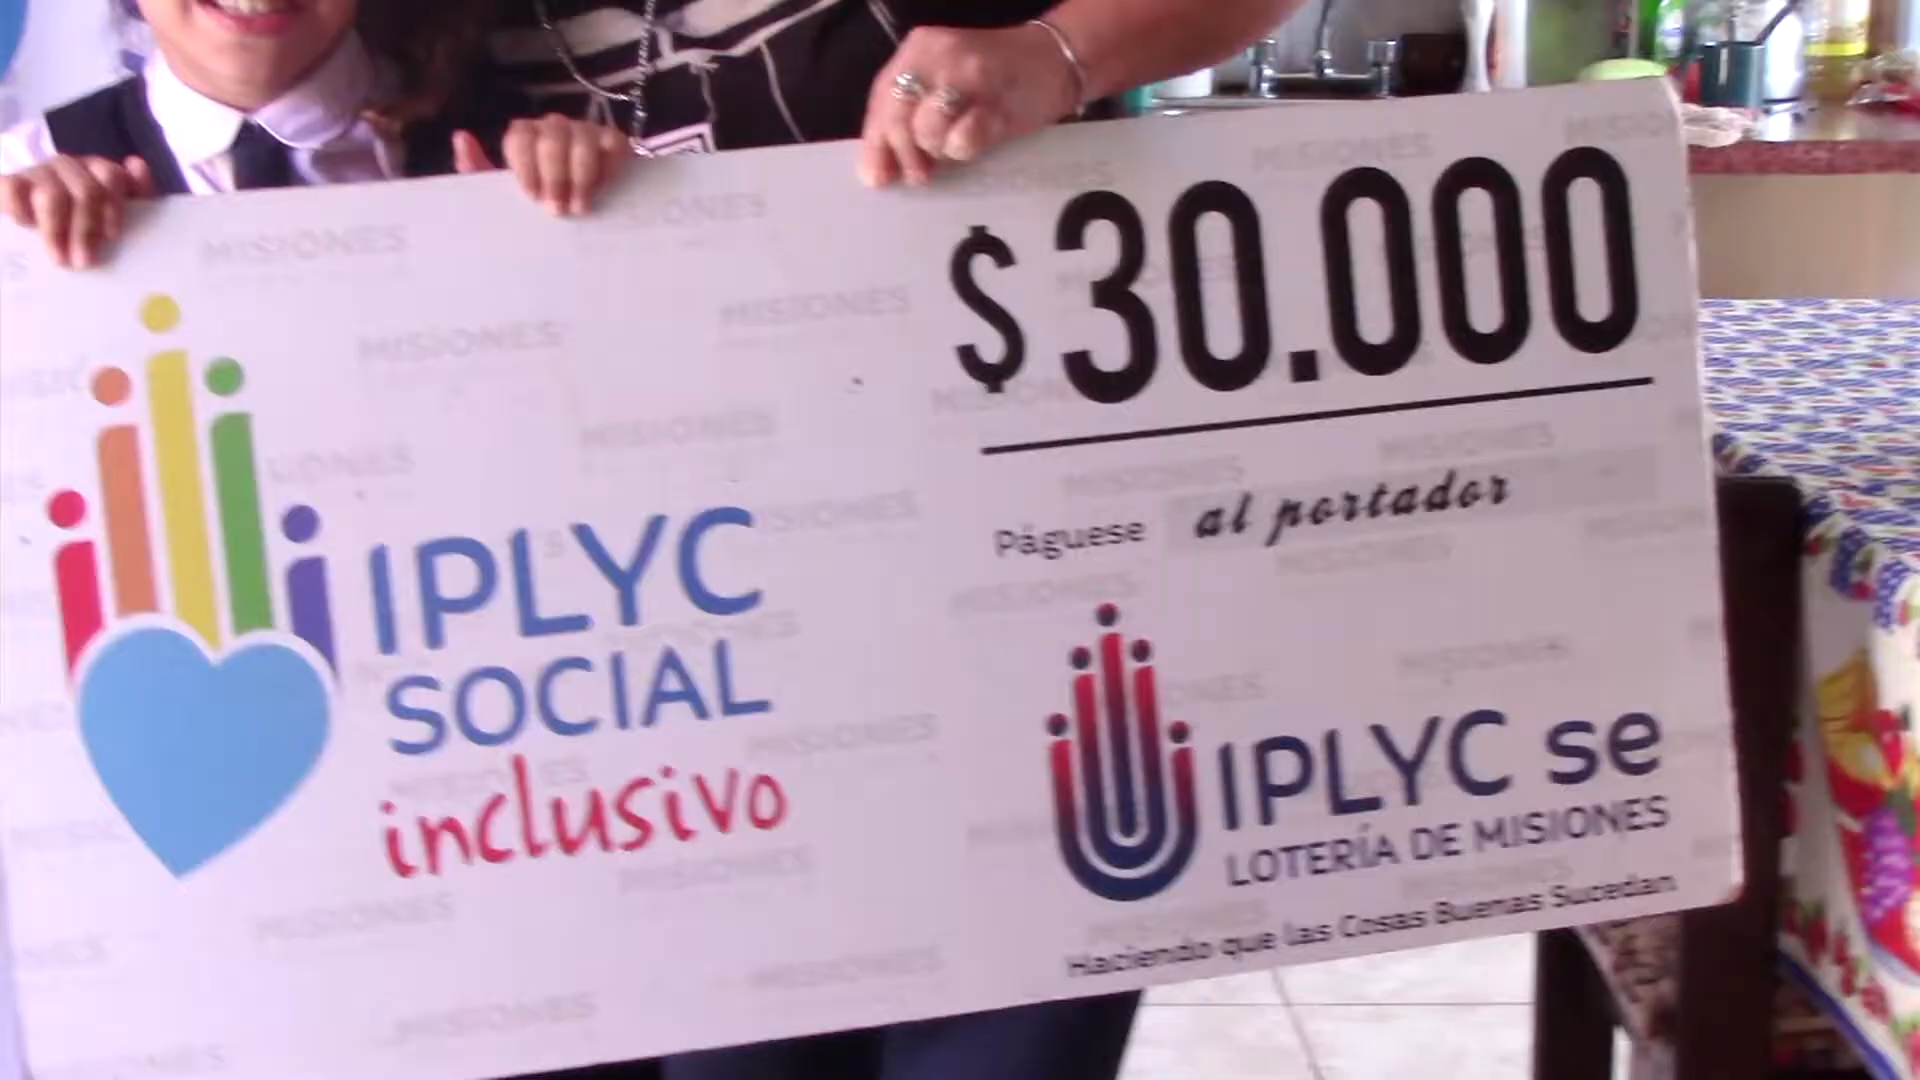 $30.000
Páguese al portador
IPLYC
SOCIAL
inclusivo
IPLYC se
LOTERÍA DE MISIONES
Haciendo que las Cosas Buenas Sucedan
MISIONES